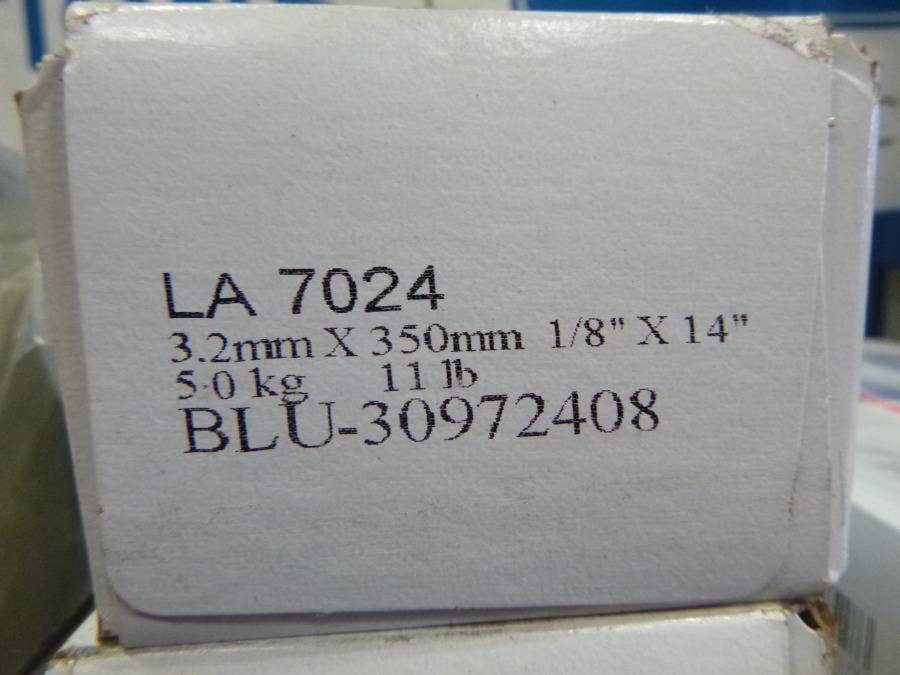 LA 7024
3.2mm X 350mm 1/8" X 14"
5.0 kg 11 lb
BLU-30972408